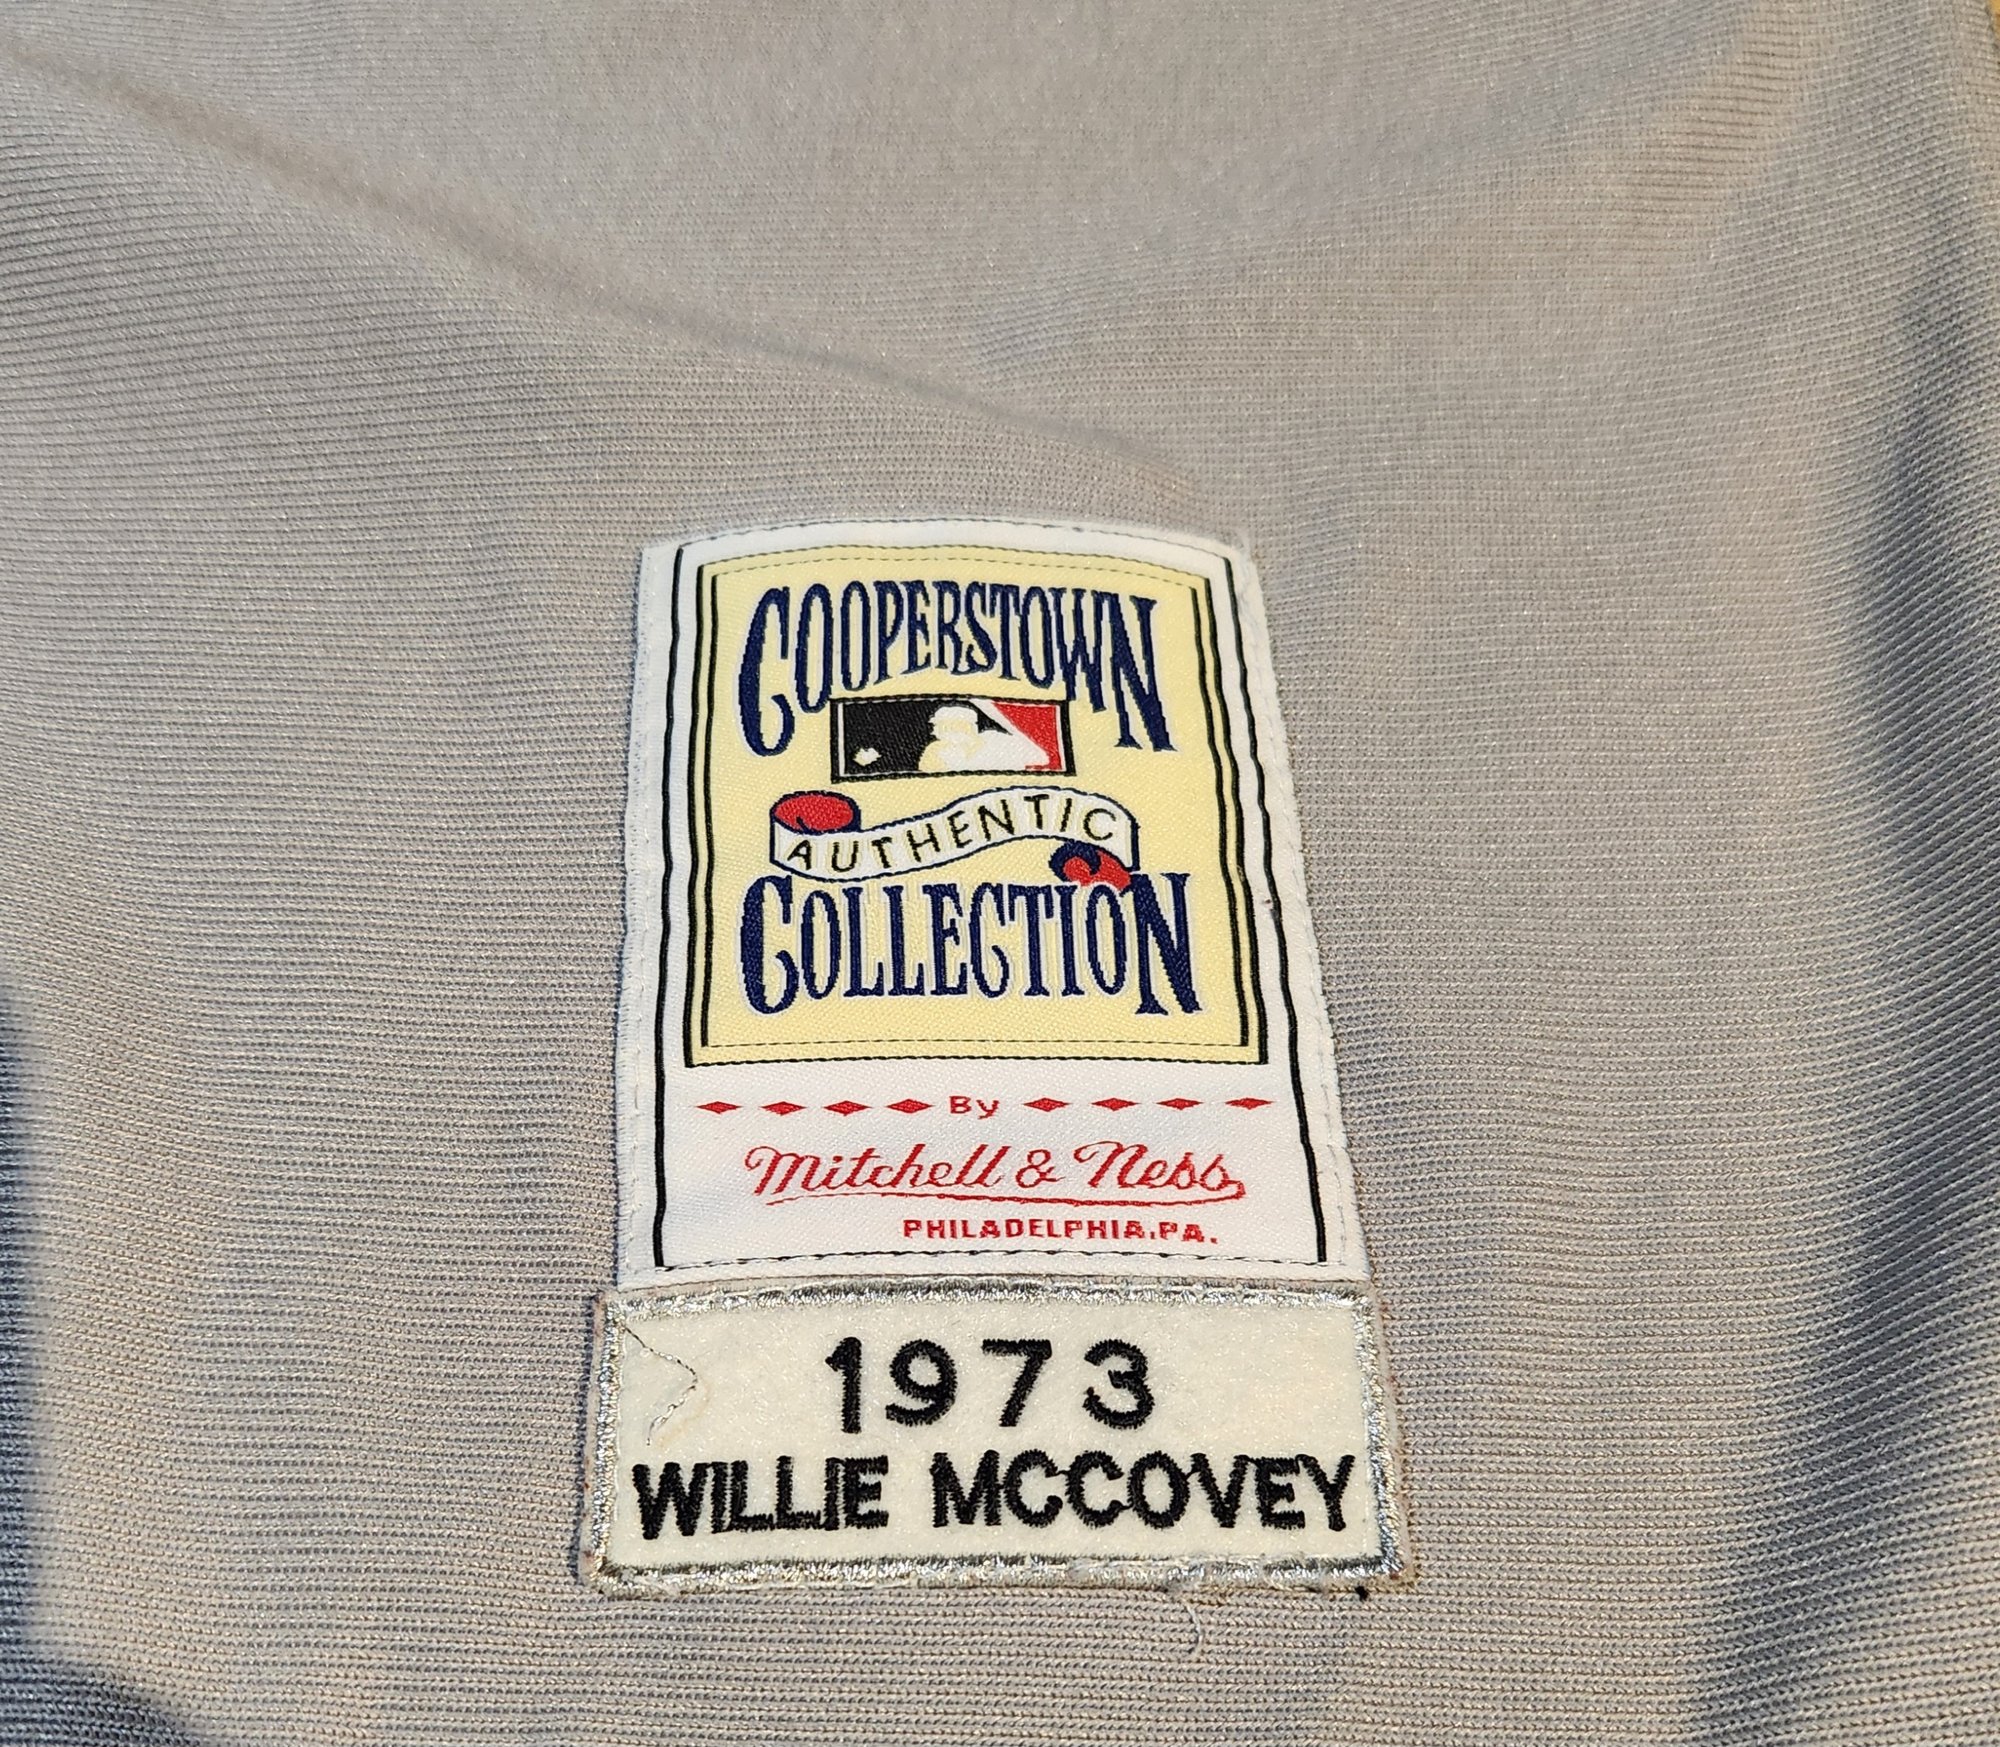 COOPERSTOWN
AUTHENTIC
COLLECTION
By
Mitchell & Ness
PHILADELPHIA,PA.
1973
WILLIE MCCOVEY